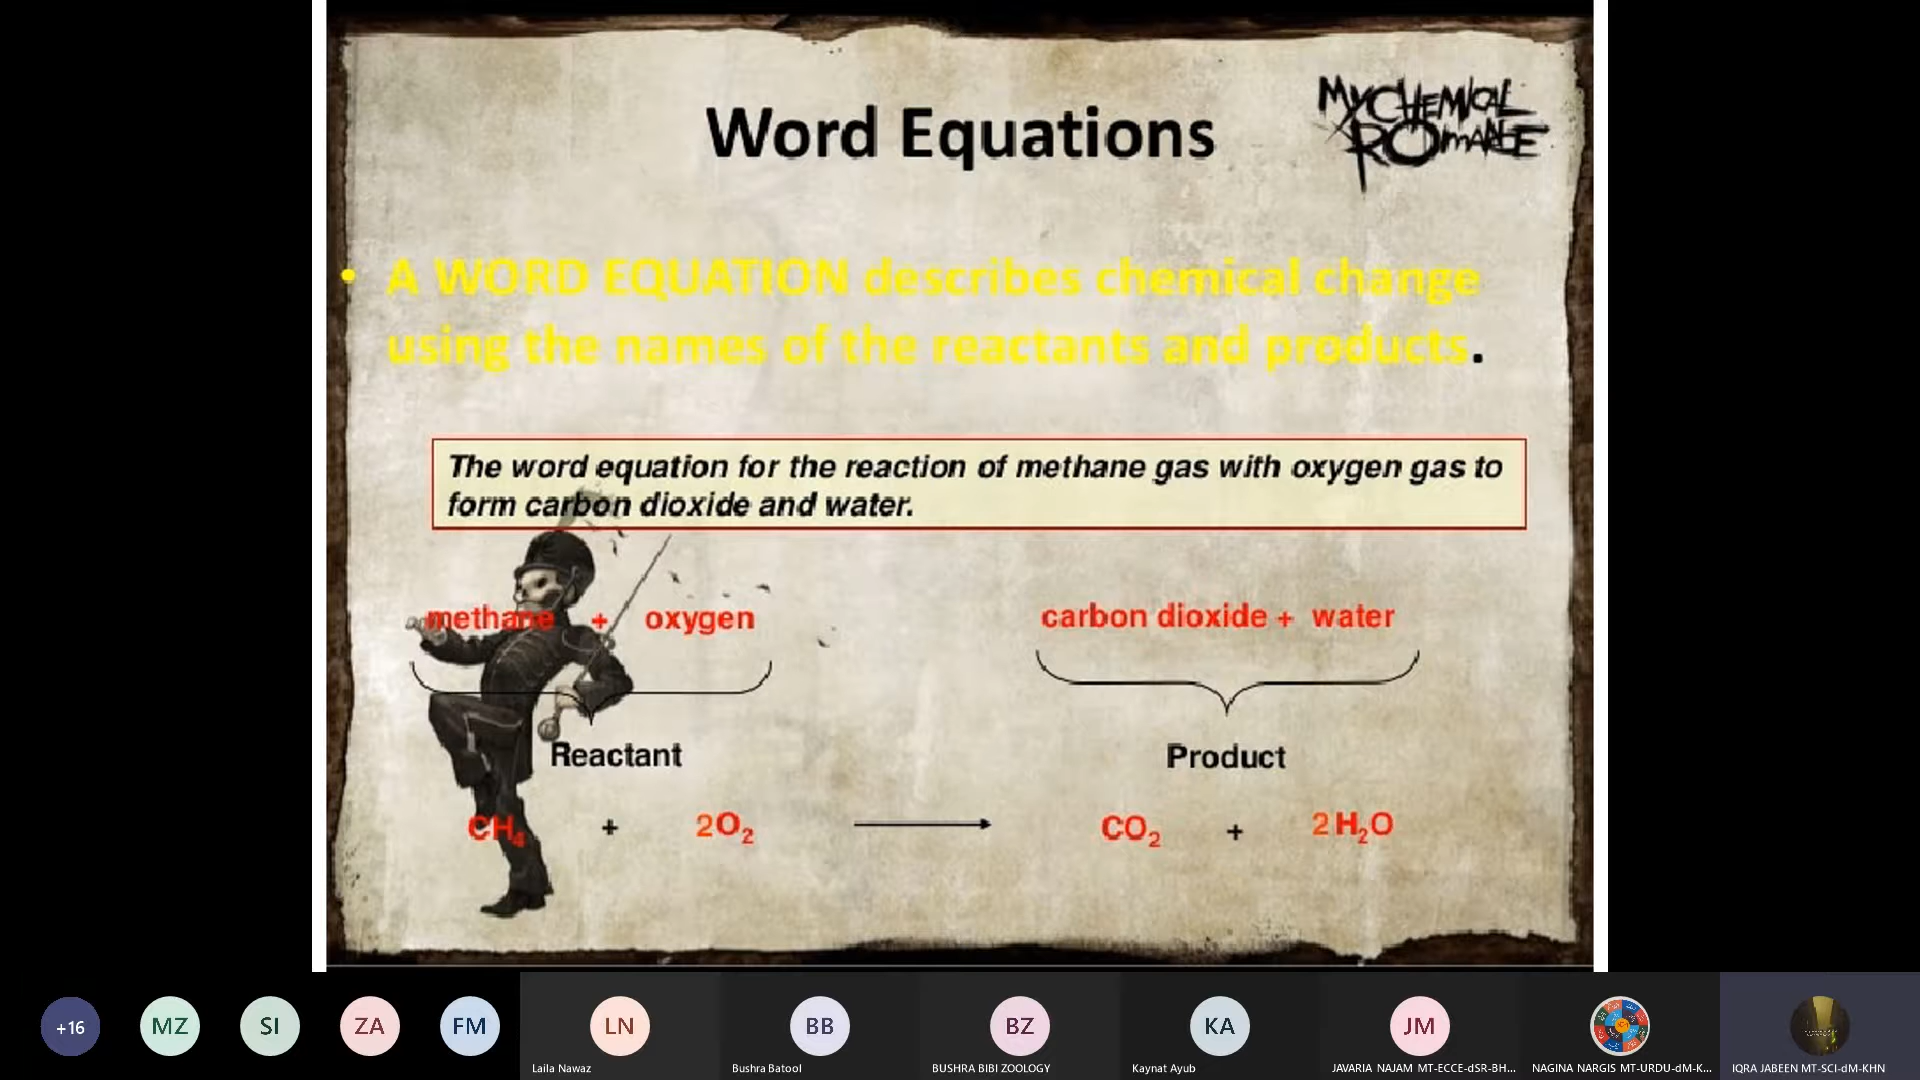 Word Equations
MY CHEMICAL
ROMANCE
• A WORD EQUATION describes chemical change
using the names of the reactants and products.
The word equation for the reaction of methane gas with oxygen gas to
form carbon dioxide and water.
methane + oxygen carbon dioxide + water
Reactant Product
CH₄ + 2O₂ → CO₂ + 2H₂O
+16 MZ SI ZA FM LN BB BZ KA JM
Laila Nawaz Bushra Batool BUSHRA BIBI ZOOLOGY Kaynat Ayub JAVARIA NAJAM MT-ECCE-dSR-BH... NAGINA NARGIS MT-URDU-dM-K... IQRA JABEEN MT-SCI-dM-KHN